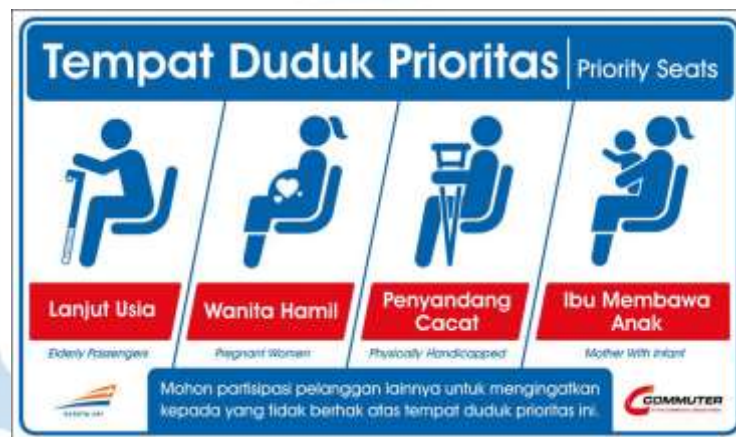 Tempat Duduk Prioritas | Priority Seats
Lanjut Usia
Elderly Passengers
Wanita Hamil
Pregnant Women
Penyandang
Cacat
Physically Handicapped
Ibu Membawa
Anak
Mother With Infant
Mohon partisipasi pelanggan lainnya untuk mengingatkan
kepada yang tidak berhak atas tempat duduk prioritas ini.
COMMUTER